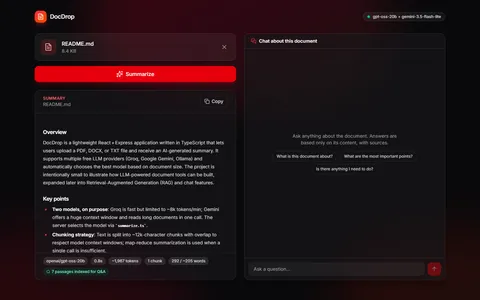 DocDrop
gpt-oss-20b + gemini-3.5-flash-lite
README.md
8.4 KB
Summarize
SUMMARY
README.md
Copy
Overview
DocDrop is a lightweight React + Express application written in TypeScript that lets
users upload a PDF, DOCX, or TXT file and receive an AI-generated summary. It
supports multiple free LLM providers (Groq, Google Gemini, Ollama) and
automatically chooses the best model based on document size. The project is
intentionally small to illustrate how LLM-powered document tools can be built,
expanded later into Retrieval-Augmented Generation (RAG) and chat features.
Key points
Two models, on purpose: Groq is fast but limited to ~8k tokens/min; Gemini
offers a huge context window and reads long documents in one call. The
server selects the model via `summarize.ts`.
Chunking strategy: Text is split into ~12k-character chunks with overlap to
respect model context windows; map-reduce summarization is used when a
single call is insufficient.
openai/gpt-oss-20b
0.8s
~1,967 tokens
1 chunk
292 / ~205 words
7 passages indexed for Q&A
Chat about this document
Ask anything about the document. Answers are
based only on its content, with sources.
What is this document about?
What are the most important points?
Is there anything I need to do?
Ask a question...